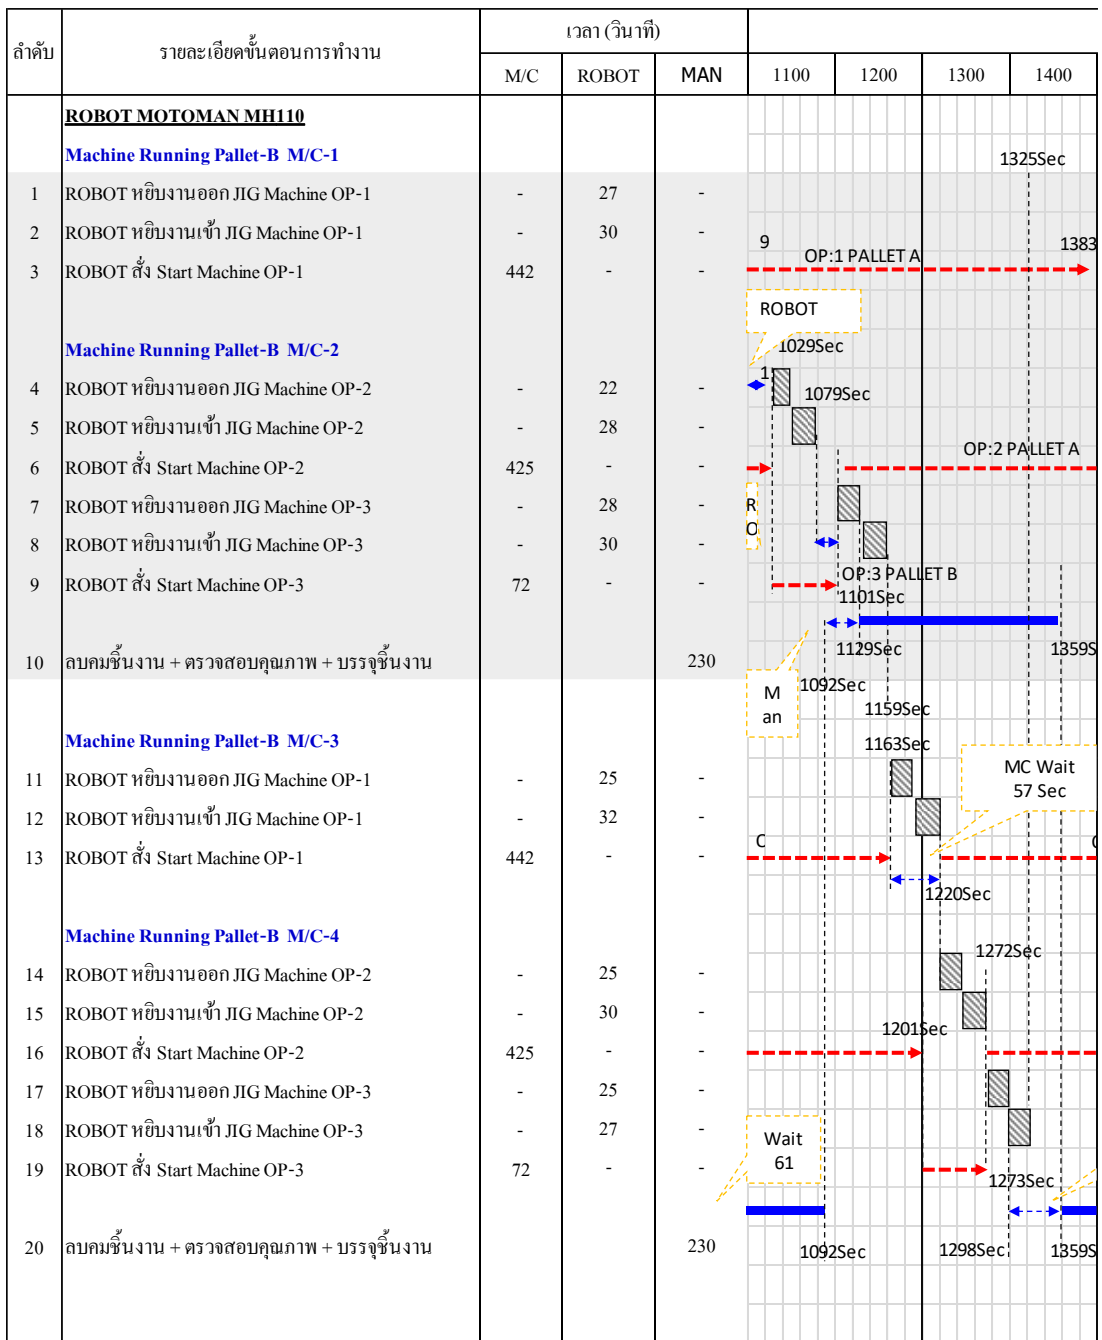 ลำดับ รายละเอียดขั้นตอนการทำงาน เวลา (วินาที)
M/C ROBOT MAN 1100 1200 1300 1400
ROBOT MOTOMAN MH110
Machine Running Pallet-B M/C-1
1325Sec
1 ROBOT หยิบงานออก JIG Machine OP-1 - 27 -
2 ROBOT หยิบงานเข้า JIG Machine OP-1 - 30 -
9 1383
3 ROBOT สั่ง Start Machine OP-1 442 - -
OP:1 PALLET A
ROBOT
Machine Running Pallet-B M/C-2
1029Sec
4 ROBOT หยิบงานออก JIG Machine OP-2 - 22 -
1
1079Sec
5 ROBOT หยิบงานเข้า JIG Machine OP-2 - 28 -
OP:2 PALLET A
6 ROBOT สั่ง Start Machine OP-2 425 - -
7 ROBOT หยิบงานออก JIG Machine OP-3 - 28 -
R
O
8 ROBOT หยิบงานเข้า JIG Machine OP-3 - 30 -
9 ROBOT สั่ง Start Machine OP-3 72 - -
OP:3 PALLET B
1101Sec
1129Sec 1359S
10 ลบคมชิ้นงาน + ตรวจสอบคุณภาพ + บรรจุชิ้นงาน 230
M
an
1092Sec
1159Sec
Machine Running Pallet-B M/C-3
1163Sec
MC Wait
57 Sec
11 ROBOT หยิบงานออก JIG Machine OP-1 - 25 -
12 ROBOT หยิบงานเข้า JIG Machine OP-1 - 32 -
C
13 ROBOT สั่ง Start Machine OP-1 442 - -
1220Sec
Machine Running Pallet-B M/C-4
1272Sec
14 ROBOT หยิบงานออก JIG Machine OP-2 - 25 -
15 ROBOT หยิบงานเข้า JIG Machine OP-2 - 30 -
1201Sec
16 ROBOT สั่ง Start Machine OP-2 425 - -
17 ROBOT หยิบงานออก JIG Machine OP-3 - 25 -
18 ROBOT หยิบงานเข้า JIG Machine OP-3 - 27 -
Wait
61
19 ROBOT สั่ง Start Machine OP-3 72 - -
1273Sec
20 ลบคมชิ้นงาน + ตรวจสอบคุณภาพ + บรรจุชิ้นงาน 230
1092Sec 1298Sec 1359S